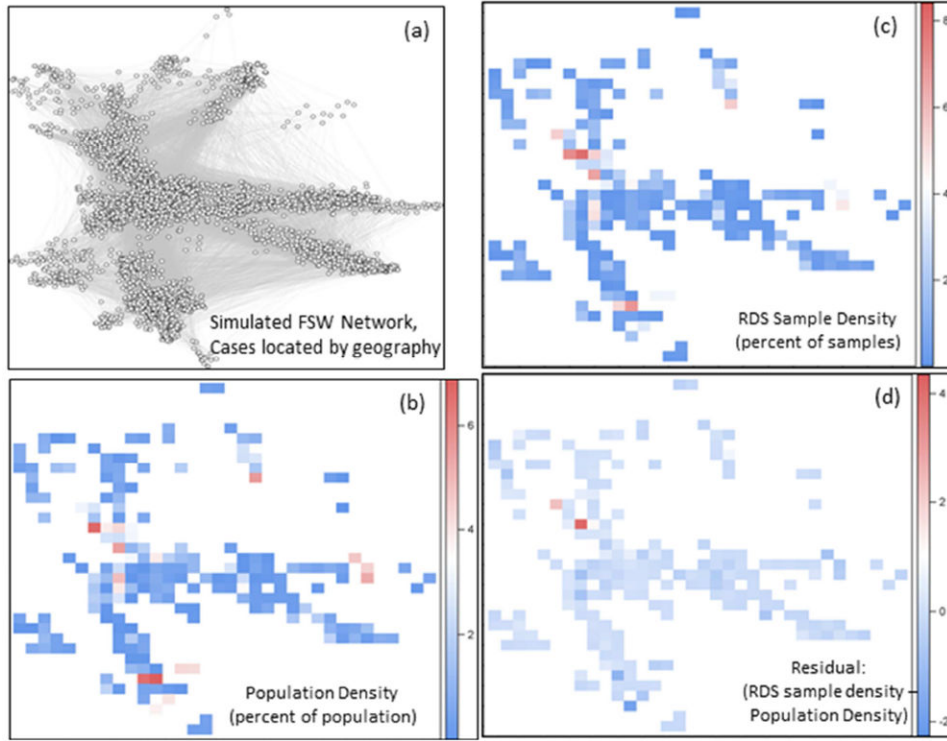 (a)
Simulated FSW Network,
Cases located by geography
(c)
8
6
4
2
RDS Sample Density
(percent of samples)
(b)
6
4
2
Population Density
(percent of population)
(d)
4
2
0
-2
Residual:
(RDS sample density –
Population Density)